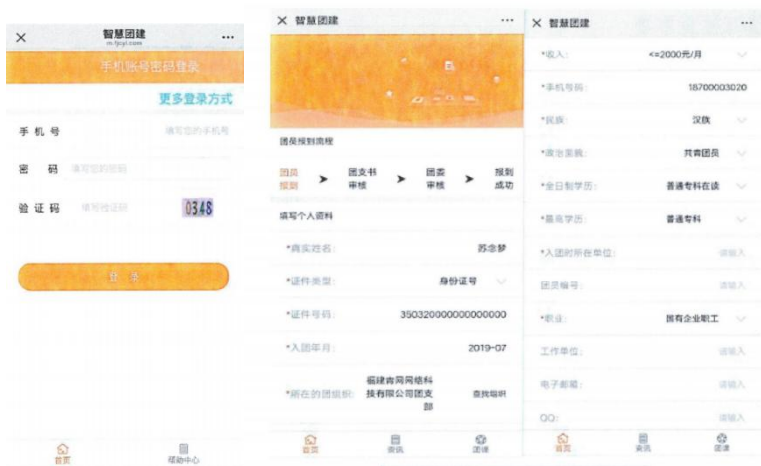 智慧团建
m.fjcyl.com
手机账号密码登录
更多登录方式
手 机 号 填写您的手机号
密 码 填写您的密码
验 证 码 填写验证码 0348
登 录
首页 帮助中心
智慧团建
团员报到流程
团员报到 > 团支书审核 > 团委审核 > 报到成功
填写个人资料
*真实姓名: 苏念梦
*证件类型: 身份证号
*证件号码: 350320000000000000
*入团年月: 2019-07
*所在的团组织: 福建青网网络科技有限公司团支部 查找组织
首页 资讯 团课
智慧团建
*收入: <=2000元/月
*手机号码: 18700003020
*民族: 汉族
*政治面貌: 共青团员
*全日制学历: 普通专科在读
*最高学历: 普通专科
*入团时所在单位: 请输入
团员编号: 请输入
*职业: 国有企业职工
工作单位: 请输入
电子邮箱: 请输入
QQ: 请输入
首页 资讯 团课